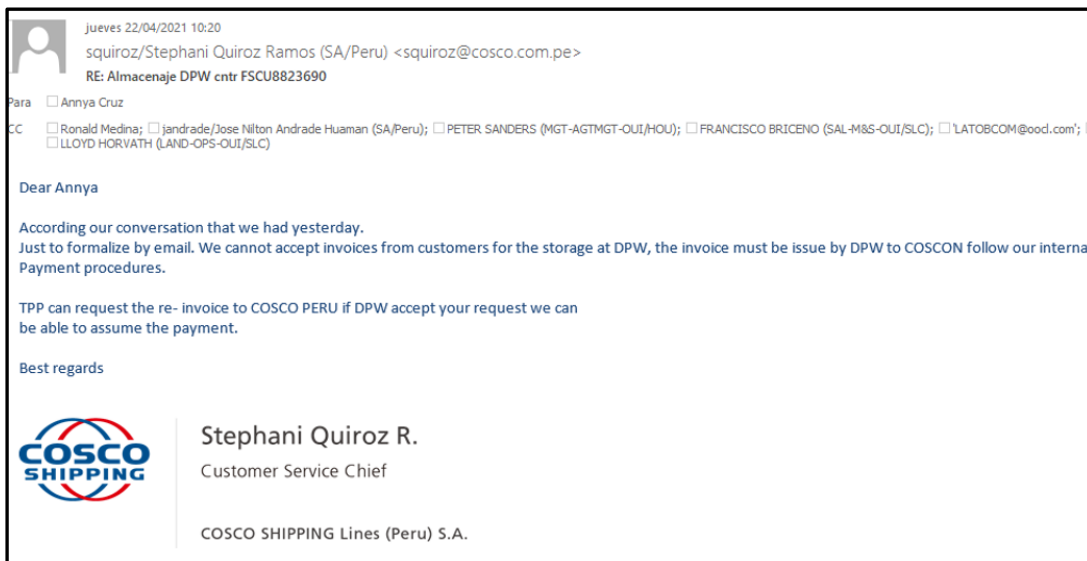 jueves 22/04/2021 10:20
squiroz/Stephani Quiroz Ramos (SA/Peru) <squiroz@cosco.com.pe>
RE: Almacenaje DPW cntr FSCU8823690
Para Annya Cruz
CC Ronald Medina; jandrade/Jose Nilton Andrade Huaman (SA/Peru); PETER SANDERS (MGT-AGTMGT-OUI/HOU); FRANCISCO BRICENO (SAL-M&S-OUI/SLC); 'LATOBCOM@oocl.com';
LLOYD HORVATH (LAND-OPS-OUI/SLC)
Dear Annya
According our conversation that we had yesterday.
Just to formalize by email. We cannot accept invoices from customers for the storage at DPW, the invoice must be issue by DPW to COSCON follow our interna
Payment procedures.
TPP can request the re- invoice to COSCO PERU if DPW accept your request we can
be able to assume the payment.
Best regards
COSCO
SHIPPING
Stephani Quiroz R.
Customer Service Chief
COSCO SHIPPING Lines (Peru) S.A.